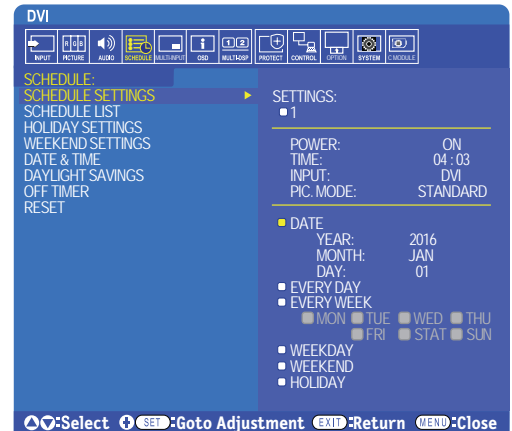 DVI
INPUT RGB PICTURE AUDIO SCHEDULE MULTI-INPUT i OSD 12 MULTI-DSP PROTECT CONTROL OPTION SYSTEM C MODULE
SCHEDULE:
SCHEDULE SETTINGS
SCHEDULE LIST
HOLIDAY SETTINGS
WEEKEND SETTINGS
DATE & TIME
DAYLIGHT SAVINGS
OFF TIMER
RESET
SETTINGS:
1
POWER: ON
TIME: 04 : 03
INPUT: DVI
PIC. MODE: STANDARD
DATE
YEAR: 2016
MONTH: JAN
DAY: 01
EVERY DAY
EVERY WEEK
MON TUE WED THU
FRI STAT SUN
WEEKDAY
WEEKEND
HOLIDAY
:Select SET:Goto Adjustment EXIT:Return MENU:Close